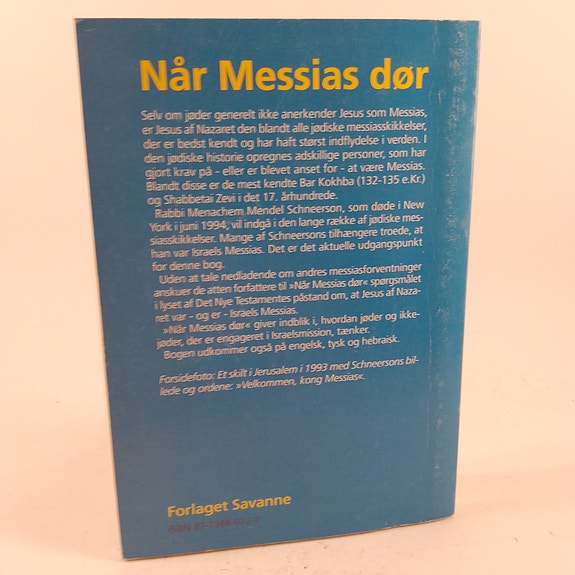 Når Messias dør
Selv om jøder generelt ikke anerkender Jesus som Messias,
er Jesus af Nazaret den blandt alle jødiske messiasskikkelser,
der er bedst kendt og har haft størst indflydelse i verden. I
den jødiske historie opregnes adskillige personer, som har
gjort krav på – eller er blevet anset for – at være Messias.
Blandt disse er de mest kendte Bar Kokhba (132-135 e.Kr.)
og Shabbetai Zevi i det 17. århundrede.
Rabbi Menachem Mendel Schneerson, som døde i New
York i juni 1994, vil indgå i den lange række af jødiske mes-
siasskikkelser. Mange af Schneersons tilhængere troede, at
han var Israels Messias. Det er det aktuelle udgangspunkt
for denne bog.
Uden at tale nedladende om andres messiasforventninger
anskuer de atten forfattere til »Når Messias dør« spørgsmålet
i lyset af Det Nye Testamentes påstand om, at Jesus af Naza-
ret var – og er – Israels Messias.
»Når Messias dør« giver indblik i, hvordan jøder og ikke-
jøder, der er engageret i Israelsmission, tænker.
Bogen udkommer også på engelsk, tysk og hebraisk.
Forsidefoto: Et skilt i Jerusalem i 1993 med Schneersons bil-
lede og ordene: »Velkommen, kong Messias«.
Forlaget Savanne
ISBN